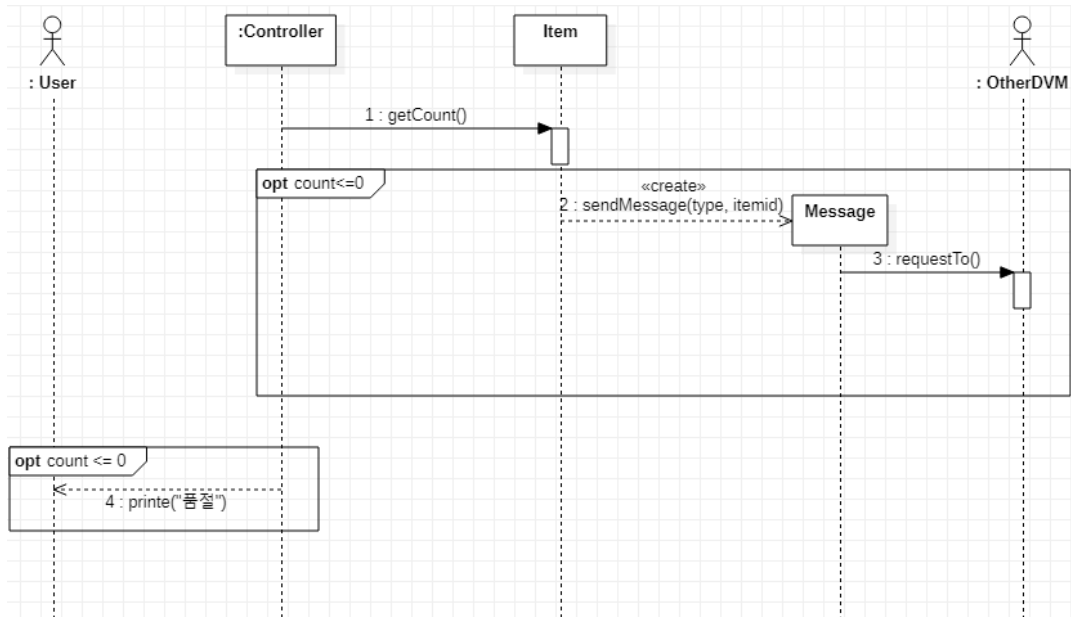 : User
:Controller
Item
: OtherDVM
1 : getCount()
opt count<=0
«create»
2 : sendMessage(type, itemid)
Message
3 : requestTo()
opt count <= 0
4 : printe("품절")